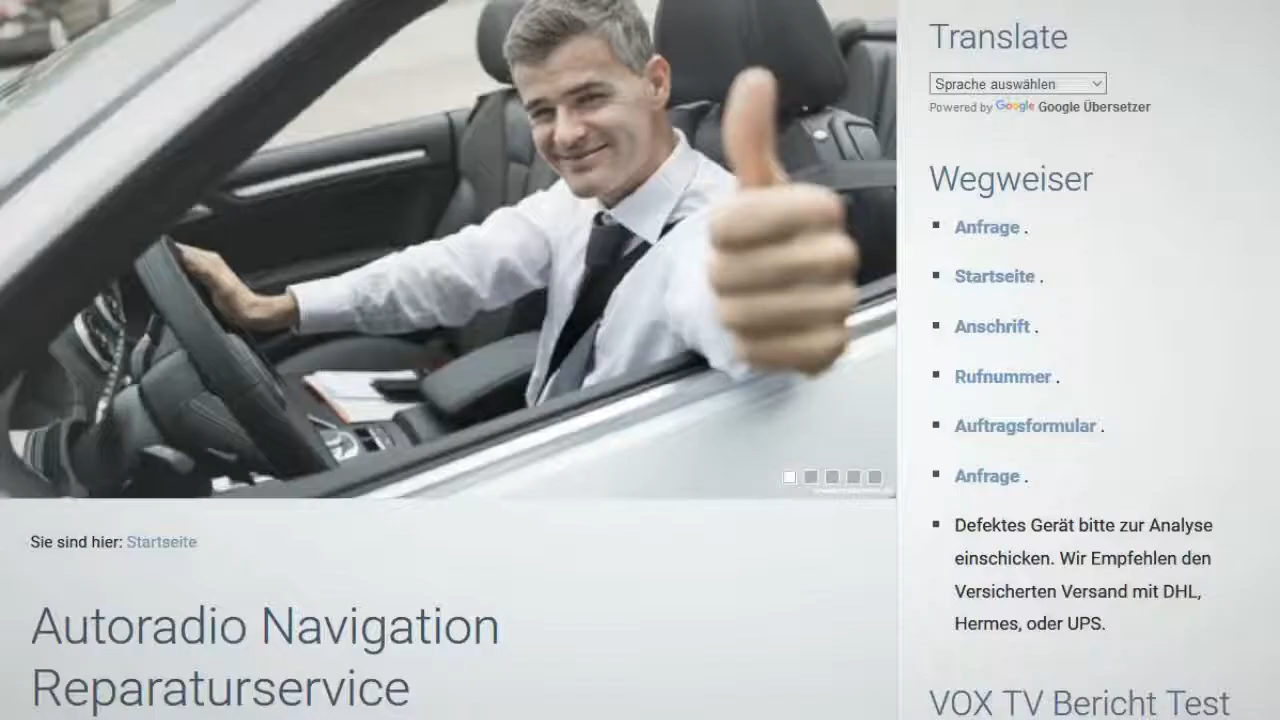 Translate
Sprache auswählen
Powered by Google Google Übersetzer
Wegweiser
Anfrage .
Startseite .
Anschrift .
Rufnummer .
Auftragsformular .
Anfrage .
Defektes Gerät bitte zur Analyse
einschicken. Wir Empfehlen den
Versicherten Versand mit DHL,
Hermes, oder UPS.
VOX TV Bericht Test
Sie sind hier: Startseite
Autoradio Navigation
Reparaturservice